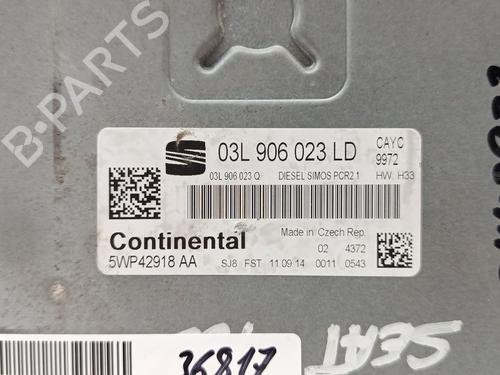 B-PARTS
03L 906 023 LD
CAYC
9972
03L 906 023 Q DIESEL SIMOS PCR2.1 HW: H33
Continental
Made in Czech Rep.
02 4372
5WP42918 AA
SJ8 FST 11.09.14 0011 0543
SEAT
36817